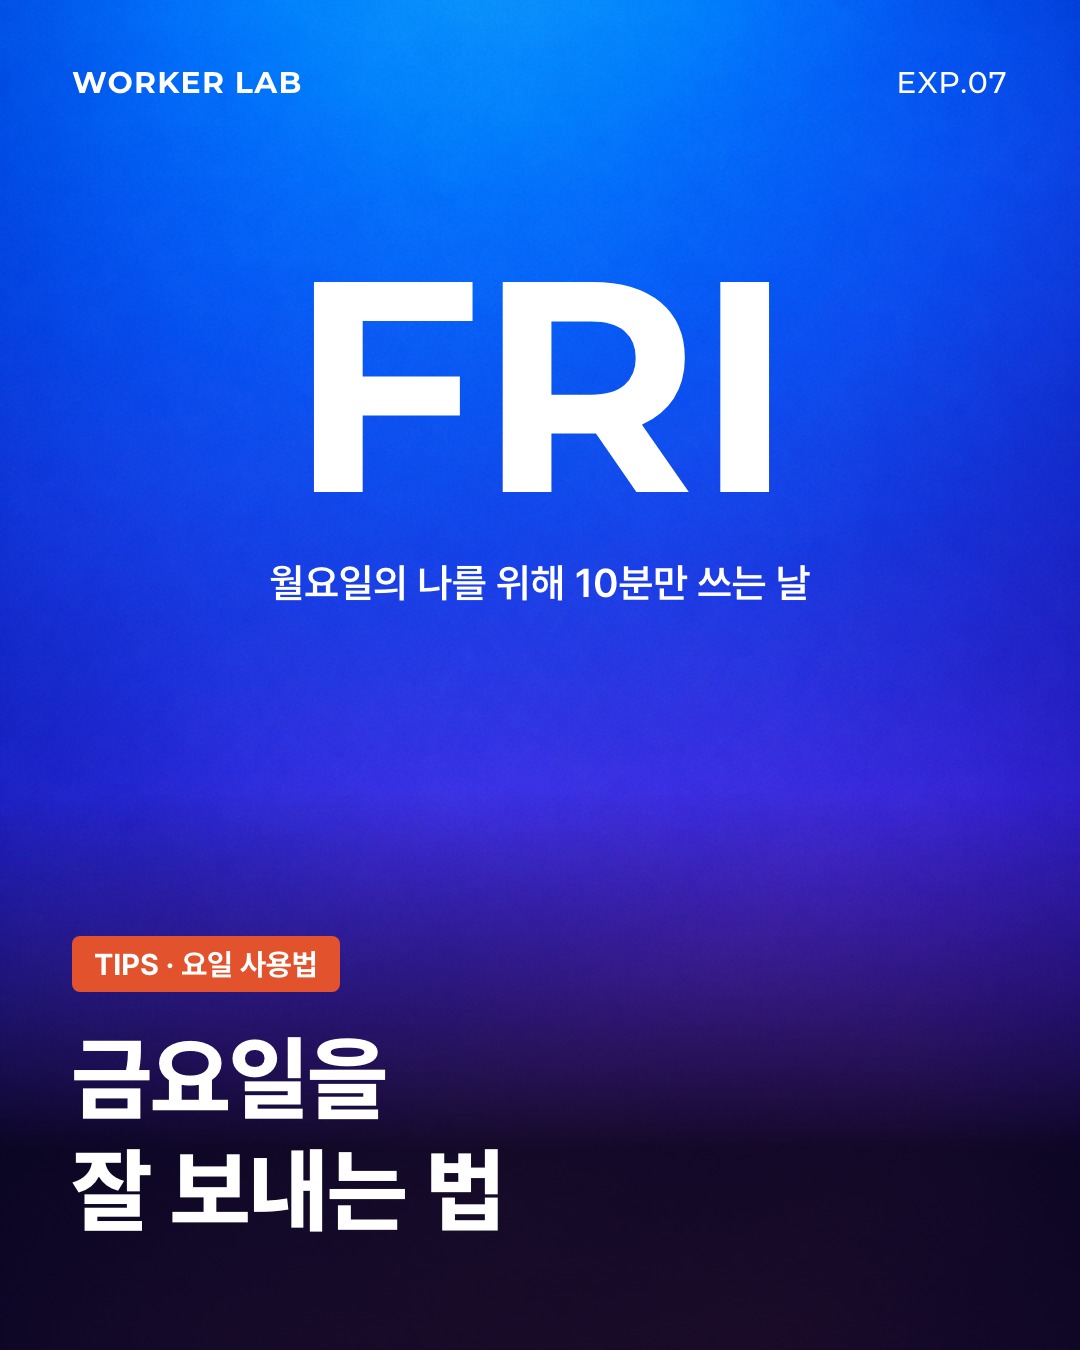 WORKER LAB
EXP.07
FRI
월요일의 나를 위해 10분만 쓰는 날
TIPS · 요일 사용법
금요일을
잘 보내는 법